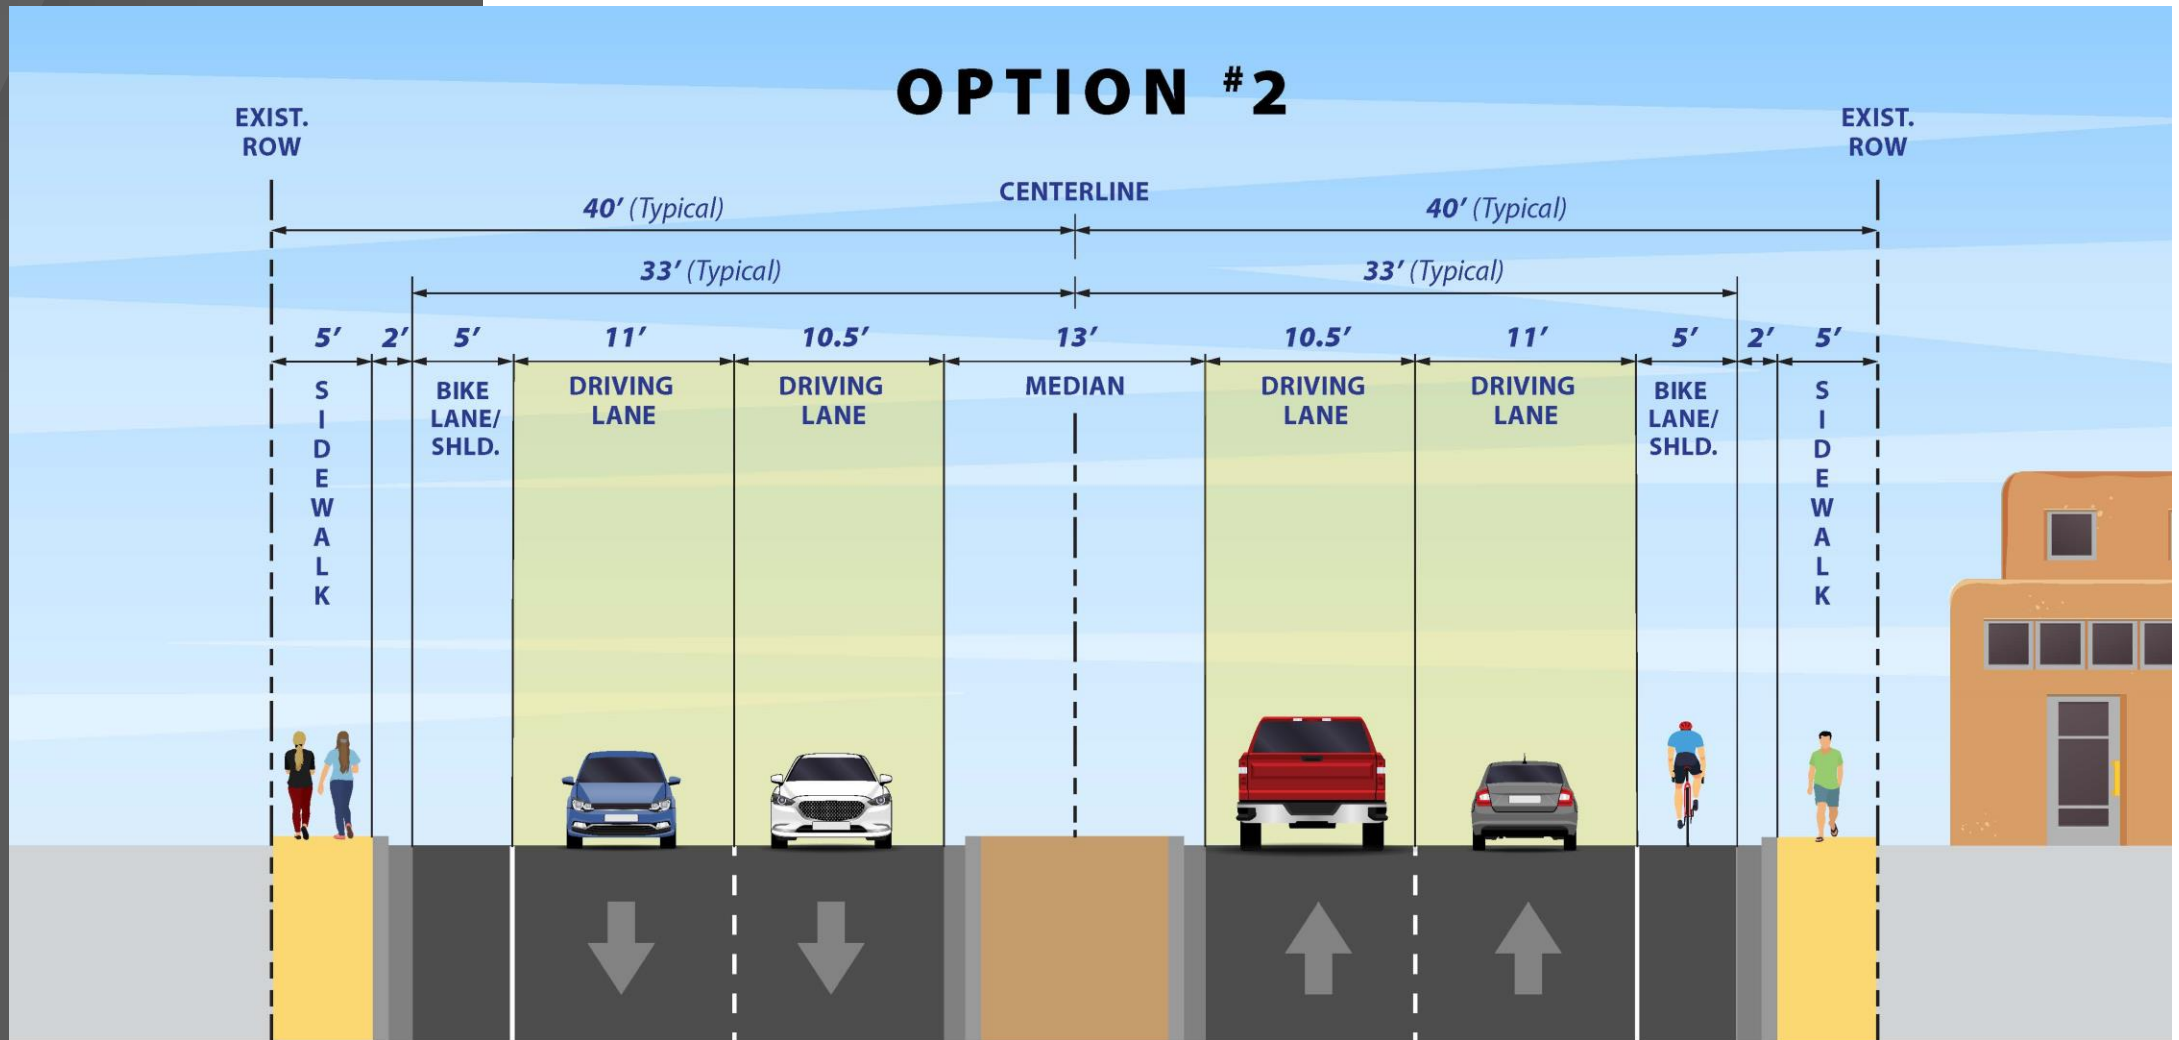 OPTION #2
EXIST.
ROW
EXIST.
ROW
CENTERLINE
40' (Typical)
40' (Typical)
33' (Typical)
33' (Typical)
5' 2' 5' 11' 10.5' 13' 10.5' 11' 5' 2' 5'
SIDEWALK
BIKE
LANE/
SHLD.
DRIVING
LANE
DRIVING
LANE
MEDIAN
DRIVING
LANE
DRIVING
LANE
BIKE
LANE/
SHLD.
SIDEWALK